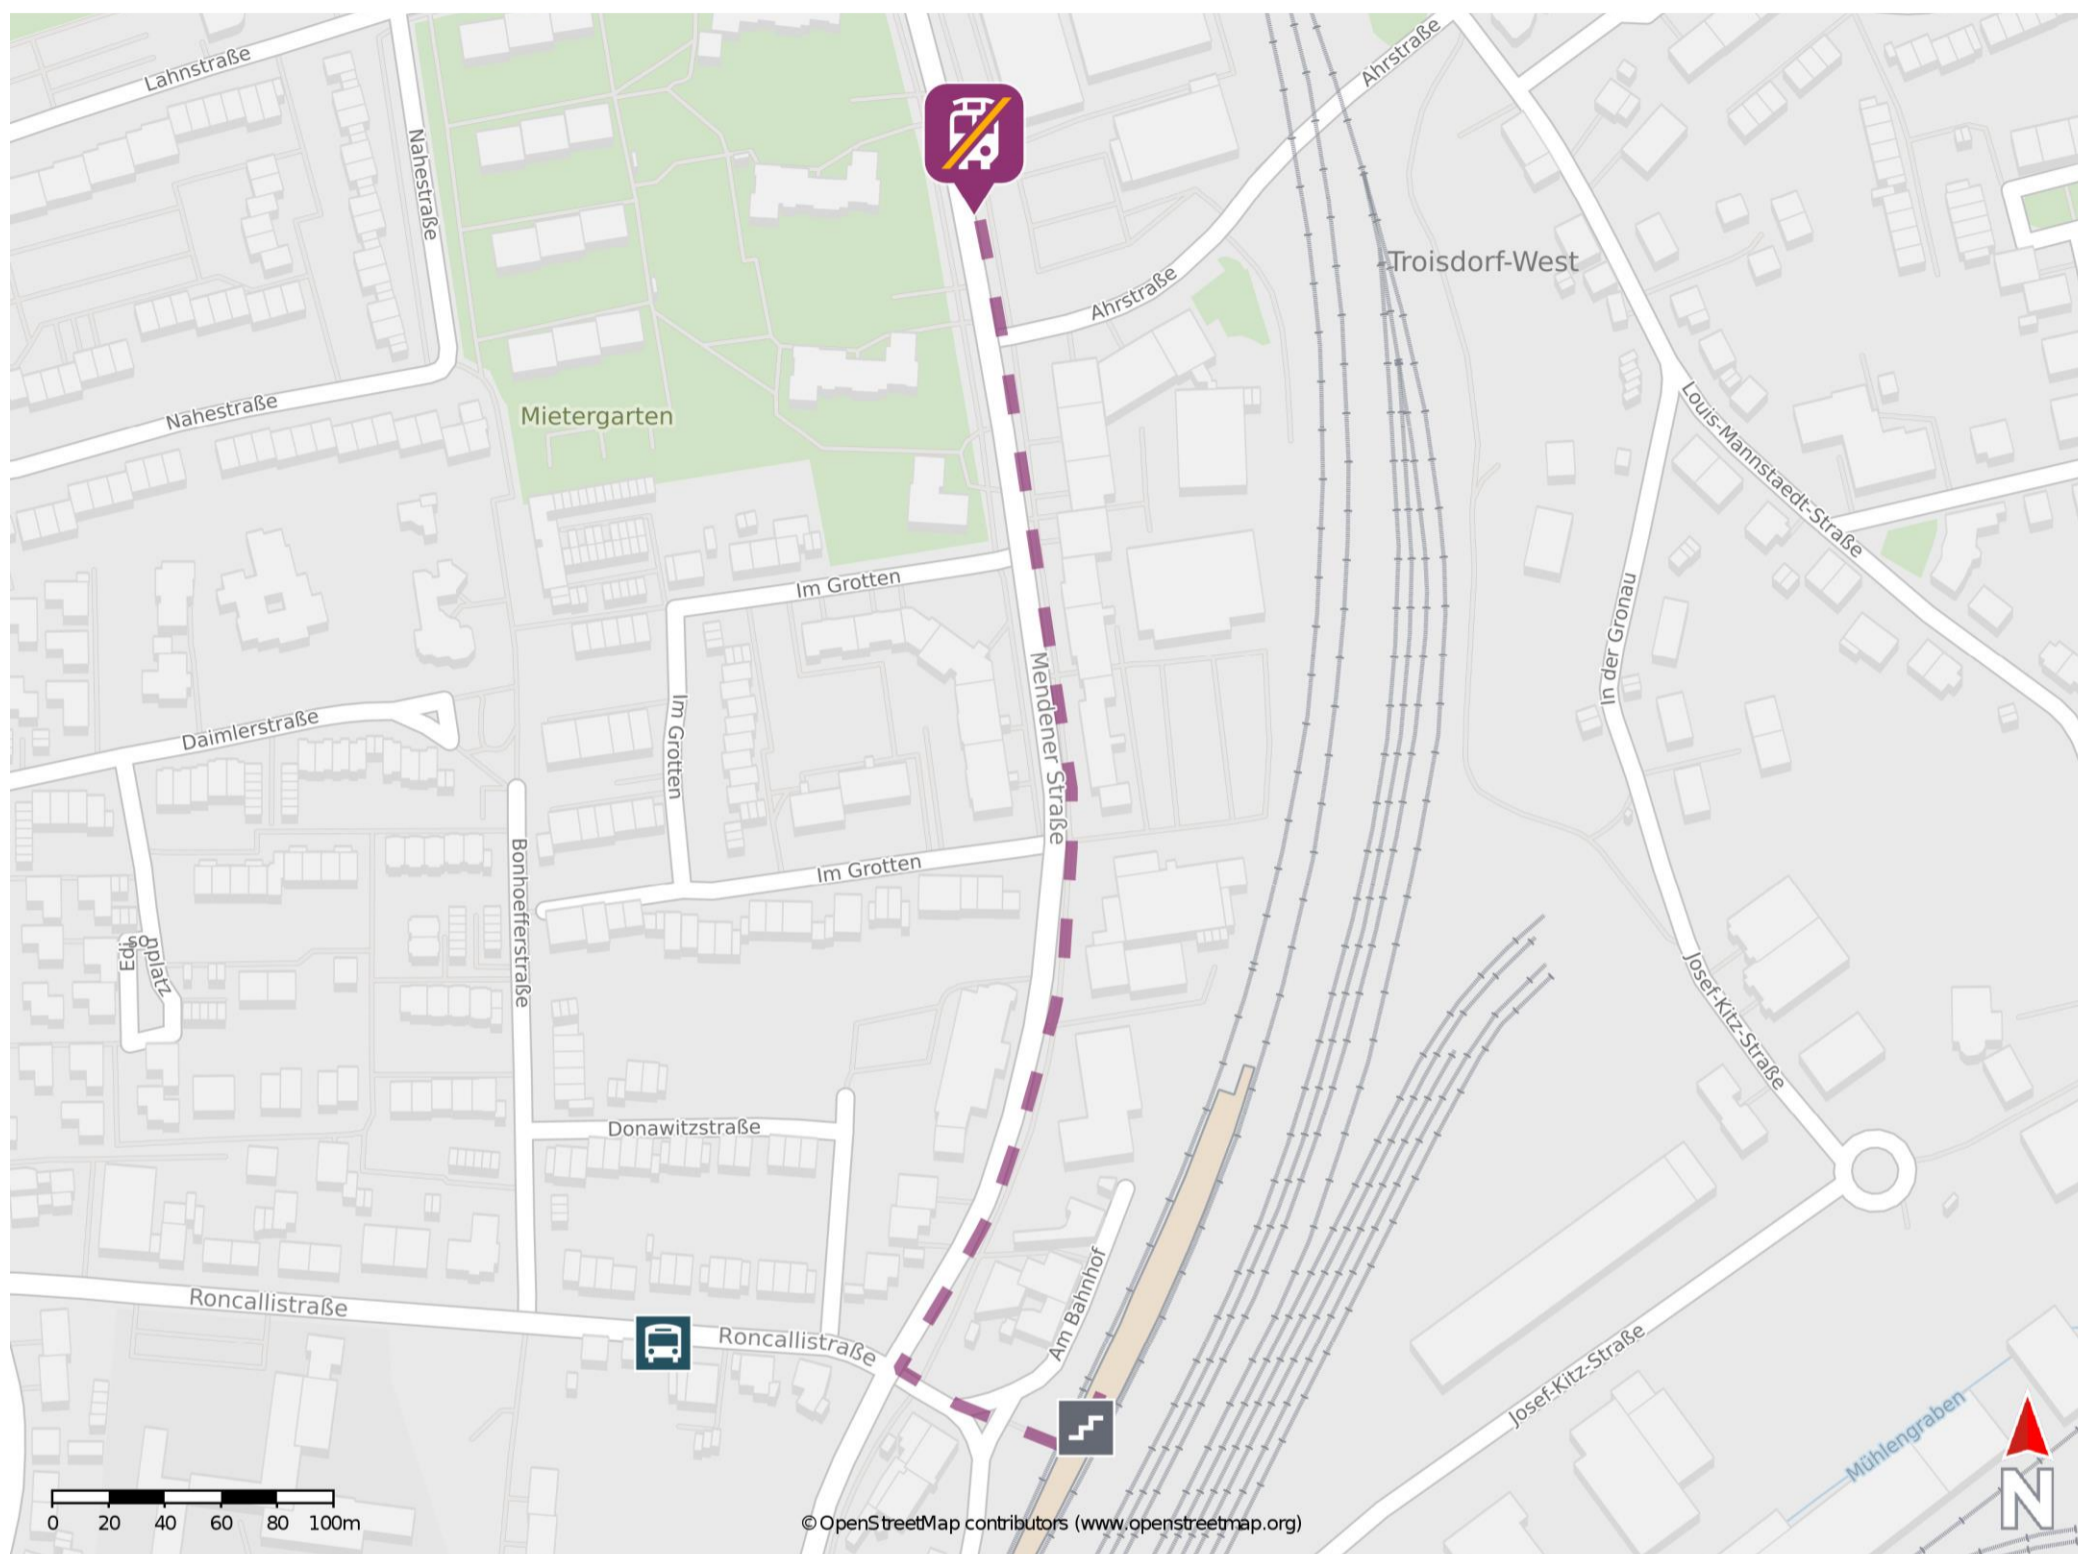 Lahnstraße
Ahrstraße
Nahestraße
Troisdorf-West
Ahrstraße
Nahestraße
Mietergarten
Louis-Mannstaedt-Straße
Im Grotten
In der Gronau
Mendener Straße
Im Grotten
Daimlerstraße
Im Grotten
Bonhoefferstraße
Edisonplatz
Josef-Kitz-Straße
Donawitzstraße
Am Bahnhof
Roncallistraße
Roncallistraße
Josef-Kitz-Straße
Mühlengraben
N
0 20 40 60 80 100m
©OpenStreetMap contributors (www.openstreetmap.org)